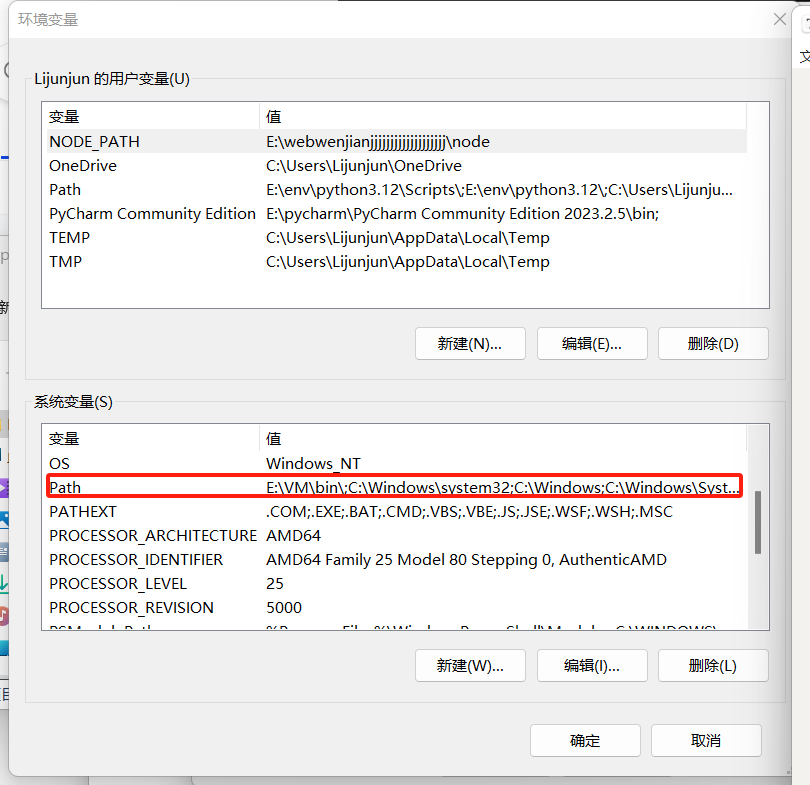 环境变量
Lijunjun 的用户变量(U)
变量 值
NODE_PATH E:\webwenjianjjjjjjjjjjjjjjjjjjj\node
OneDrive C:\Users\Lijunjun\OneDrive
Path E:\env\python3.12\Scripts\;E:\env\python3.12\;C:\Users\Lijunju...
PyCharm Community Edition E:\pycharm\PyCharm Community Edition 2023.2.5\bin;
TEMP C:\Users\Lijunjun\AppData\Local\Temp
TMP C:\Users\Lijunjun\AppData\Local\Temp
新建(N)... 编辑(E)... 删除(D)
系统变量(S)
变量 值
OS Windows_NT
Path E:\VM\bin\;C:\Windows\system32;C:\Windows;C:\Windows\Syst...
PATHEXT .COM;.EXE;.BAT;.CMD;.VBS;.VBE;.JS;.JSE;.WSF;.WSH;.MSC
PROCESSOR_ARCHITECTURE AMD64
PROCESSOR_IDENTIFIER AMD64 Family 25 Model 80 Stepping 0, AuthenticAMD
PROCESSOR_LEVEL 25
PROCESSOR_REVISION 5000
新建(W)... 编辑(I)... 删除(L)
确定 取消